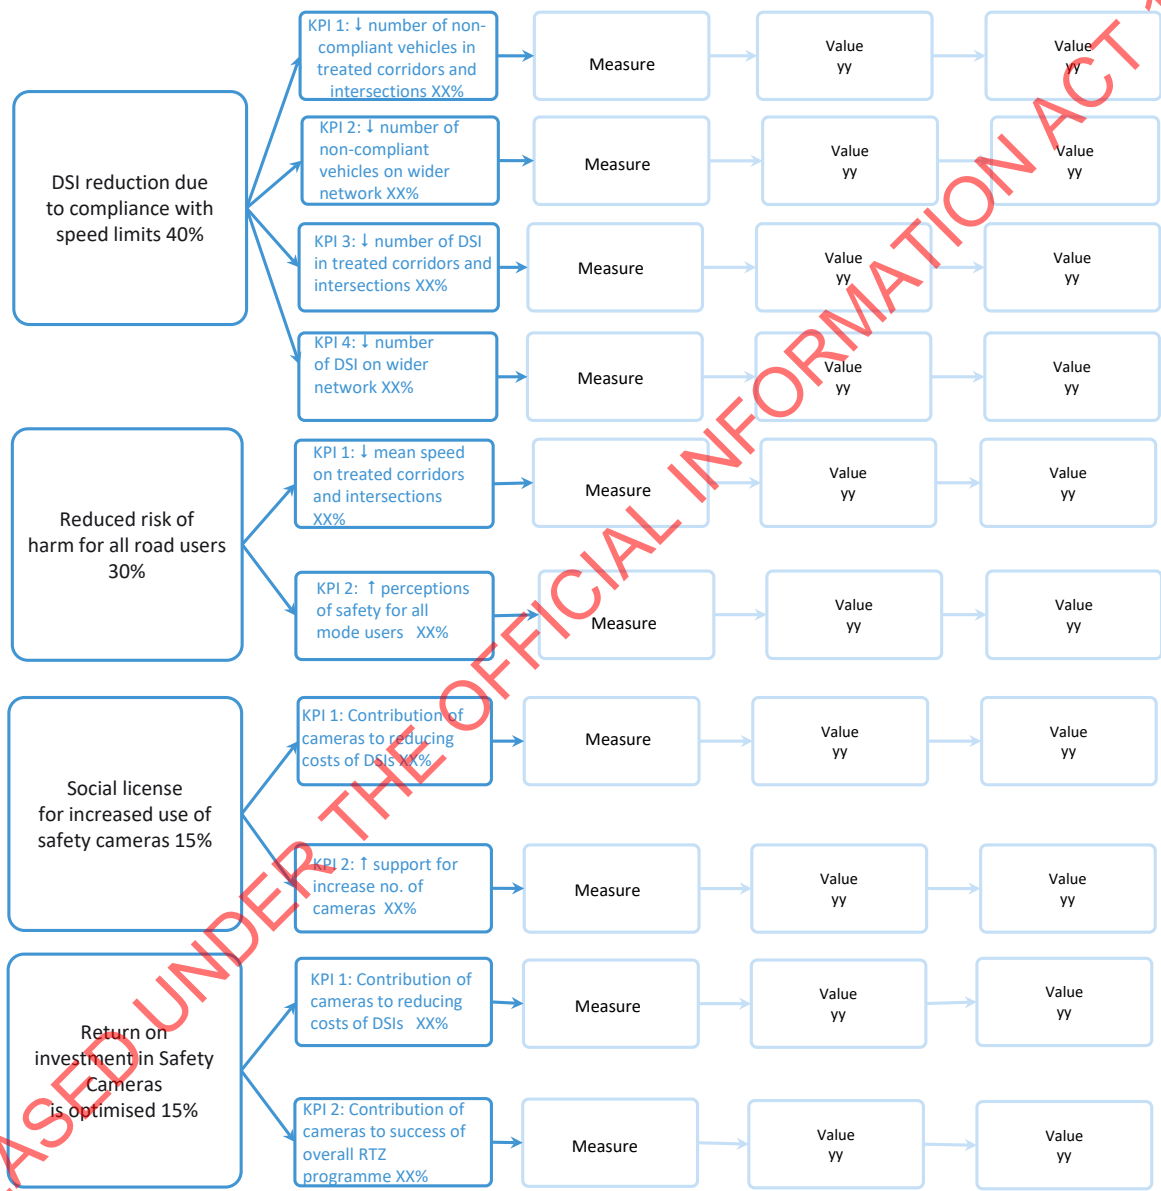 KPI 1: ↓ number of non-
compliant vehicles in
treated corridors and
intersections XX%
Measure
Value
yy
Value
yy
DSI reduction due
to compliance with
speed limits 40%
KPI 2: ↓ number of
non-compliant
vehicles on wider
network XX%
Measure
Value
yy
Value
yy
KPI 3: ↓ number of DSI
in treated corridors and
intersections XX%
Measure
Value
yy
Value
yy
KPI 4: ↓ number
of DSI on wider
network XX%
Measure
Value
yy
Value
yy
Reduced risk of
harm for all road users
30%
KPI 1: ↓ mean speed
on treated corridors
and intersections
XX%
Measure
Value
yy
Value
yy
KPI 2: ↑ perceptions
of safety for all
mode users XX%
Measure
Value
yy
Value
yy
Social license
for increased use of
safety cameras 15%
KPI 1: Contribution of
cameras to reducing
costs of DSIs XX%
Measure
Value
yy
Value
yy
KPI 2: ↑ support for
increase no. of
cameras XX%
Measure
Value
yy
Value
yy
Return on
investment in Safety
Cameras
is optimised 15%
KPI 1: Contribution of
cameras to reducing
costs of DSIs XX%
Measure
Value
yy
Value
yy
KPI 2: Contribution of
cameras to success of
overall RTZ
programme XX%
Measure
Value
yy
Value
yy
ASED UNDER THE OFFICIAL INFORMATION ACT